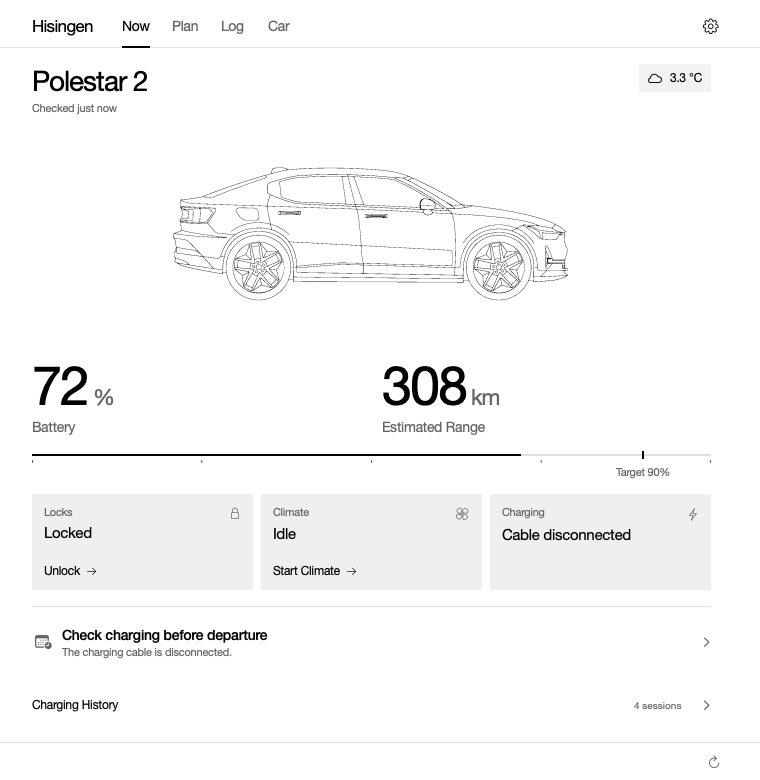 Hisingen Now Plan Log Car
Polestar 2
3.3 °C
Checked just now
72 %
308 km
Battery
Estimated Range
Target 90%
Locks
Locked
Unlock →
Climate
Idle
Start Climate →
Charging
Cable disconnected
Check charging before departure
The charging cable is disconnected.
Charging History
4 sessions